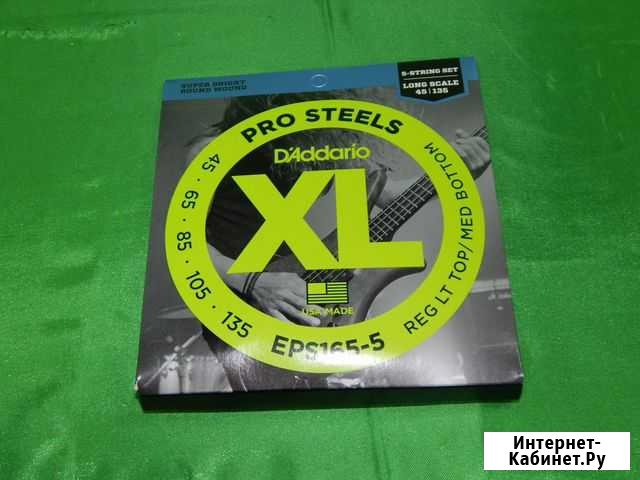 SUPER BRIGHT
ROUND WOUND
5-STRING SET
LONG SCALE
45 | 135
PRO STEELS
D'Addario
XL
45 · 65 · 85 · 105 · 135
REG LT TOP/MED BOTTOM
USA MADE
EPS165-5
Интернет-
Кабинет.Ру